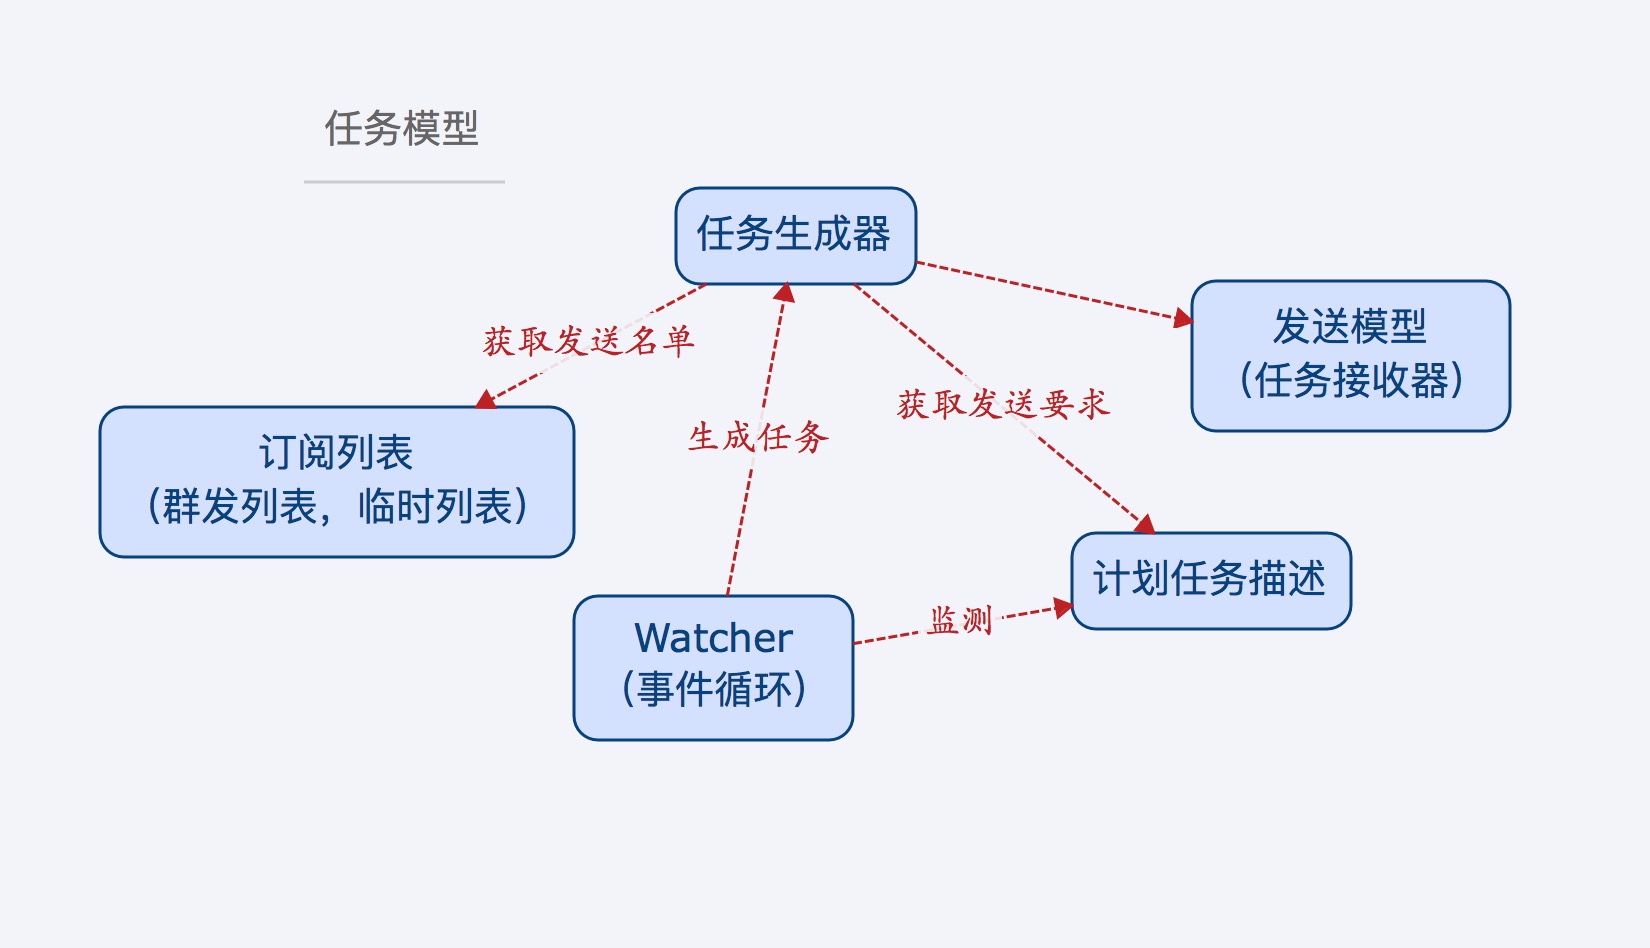 任务模型
任务生成器
发送模型
(任务接收器)
获取发送名单
获取发送要求
生成任务
订阅列表
(群发列表，临时列表)
计划任务描述
监测
Watcher
(事件循环)